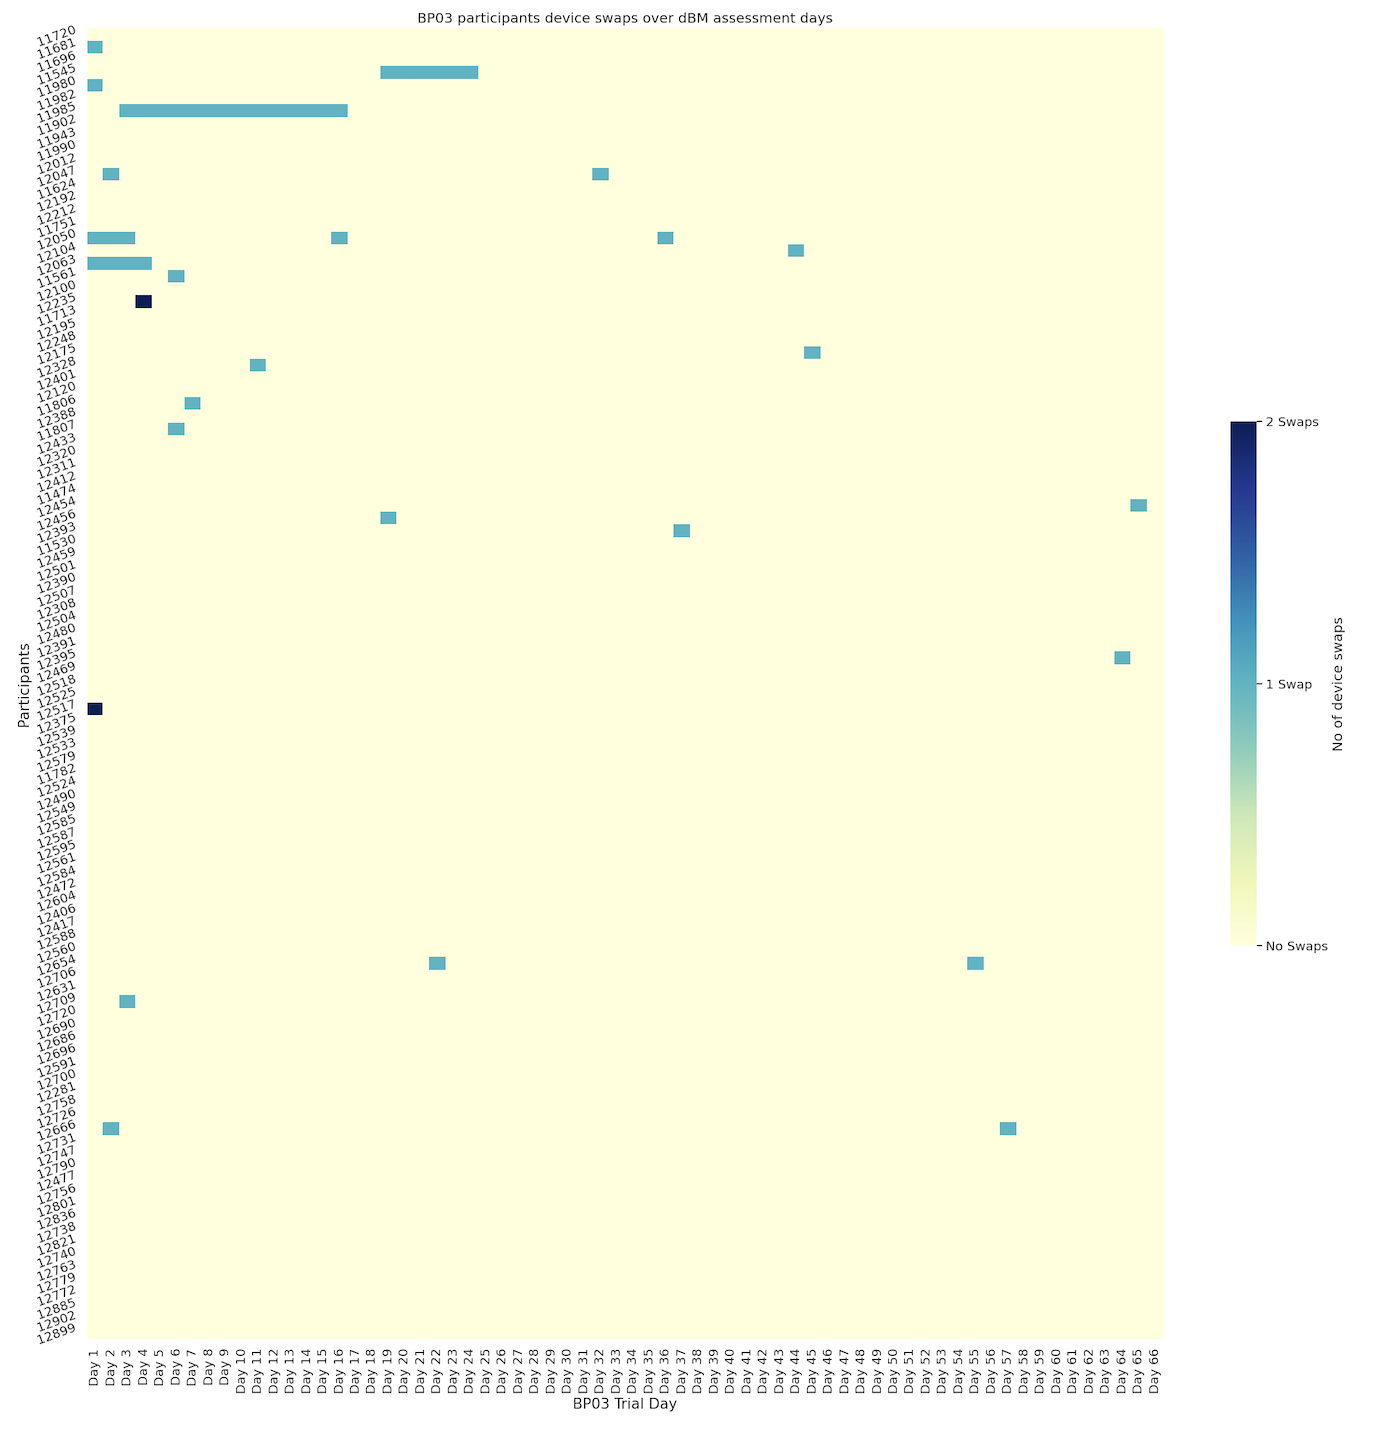 BP03 participants device swaps over dBM assessment days
11720
11681
11696
11545
11980
11982
11985
11902
11943
11990
12012
12047
11624
12192
12212
11751
12050
12104
12063
11561
12100
12235
11713
12195
12248
12175
12328
12401
12120
11806
12388
11807
12433
12320
12311
12412
11474
12454
12456
12393
11530
12459
12501
12390
12507
12308
12504
12480
12391
12395
12469
12518
12525
12517
12375
12539
12533
12579
11782
12524
12490
12549
12585
12587
12595
12561
12584
12472
12604
12406
12417
12588
12560
12654
12706
12631
12709
12720
12690
12686
12696
12591
12700
12281
12758
12726
12666
12731
12747
12790
12477
12756
12801
12836
12738
12821
12740
12763
12779
12772
12885
12902
12899
Participants
Day 1
Day 2
Day 3
Day 4
Day 5
Day 6
Day 7
Day 8
Day 9
Day 10
Day 11
Day 12
Day 13
Day 14
Day 15
Day 16
Day 17
Day 18
Day 19
Day 20
Day 21
Day 22
Day 23
Day 24
Day 25
Day 26
Day 27
Day 28
Day 29
Day 30
Day 31
Day 32
Day 33
Day 34
Day 35
Day 36
Day 37
Day 38
Day 39
Day 40
Day 41
Day 42
Day 43
Day 44
Day 45
Day 46
Day 47
Day 48
Day 49
Day 50
Day 51
Day 52
Day 53
Day 54
Day 55
Day 56
Day 57
Day 58
Day 59
Day 60
Day 61
Day 62
Day 63
Day 64
Day 65
Day 66
BP03 Trial Day
2 Swaps
1 Swap
No Swaps
No of device swaps